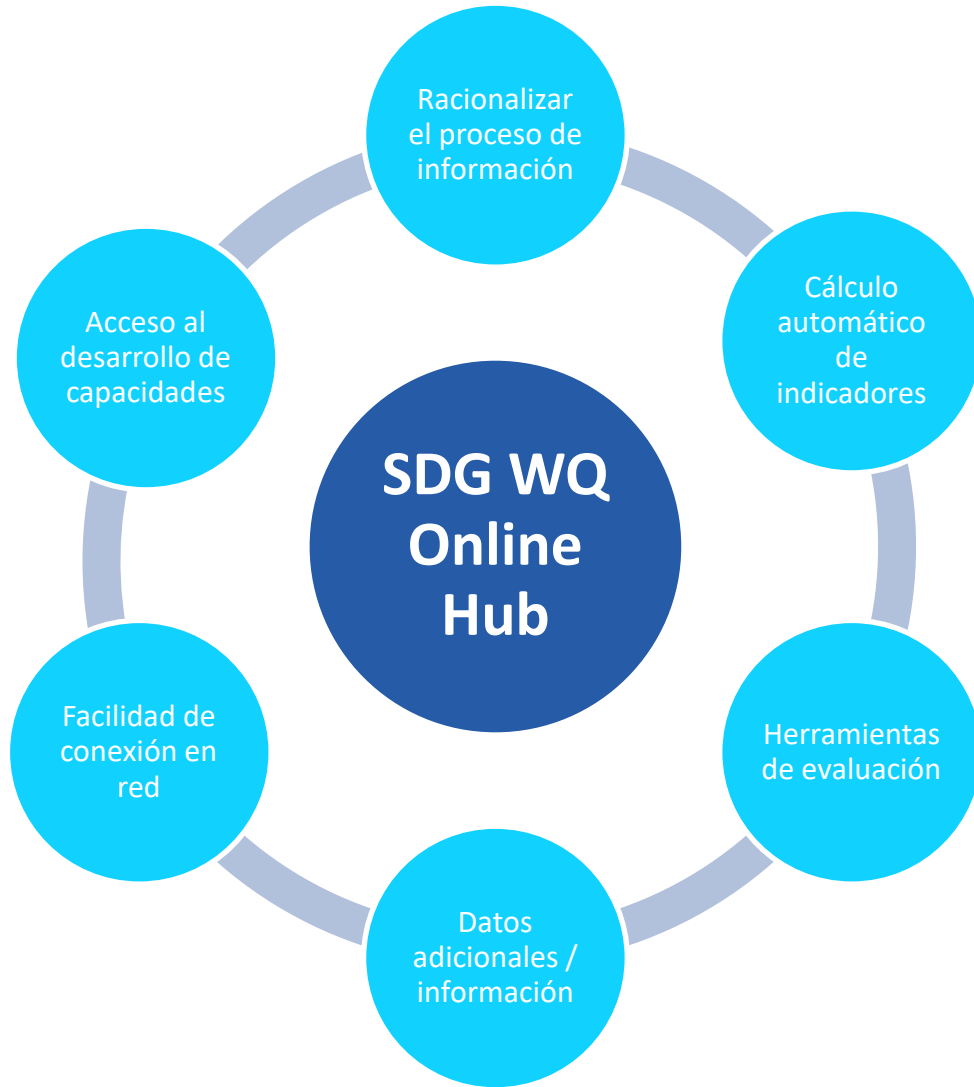 Racionalizar
el proceso de
información
Cálculo
automático
de
indicadores
Herramientas
de evaluación
Datos
adicionales /
información
Facilidad de
conexión en
red
Acceso al
desarrollo de
capacidades
SDG WQ
Online
Hub